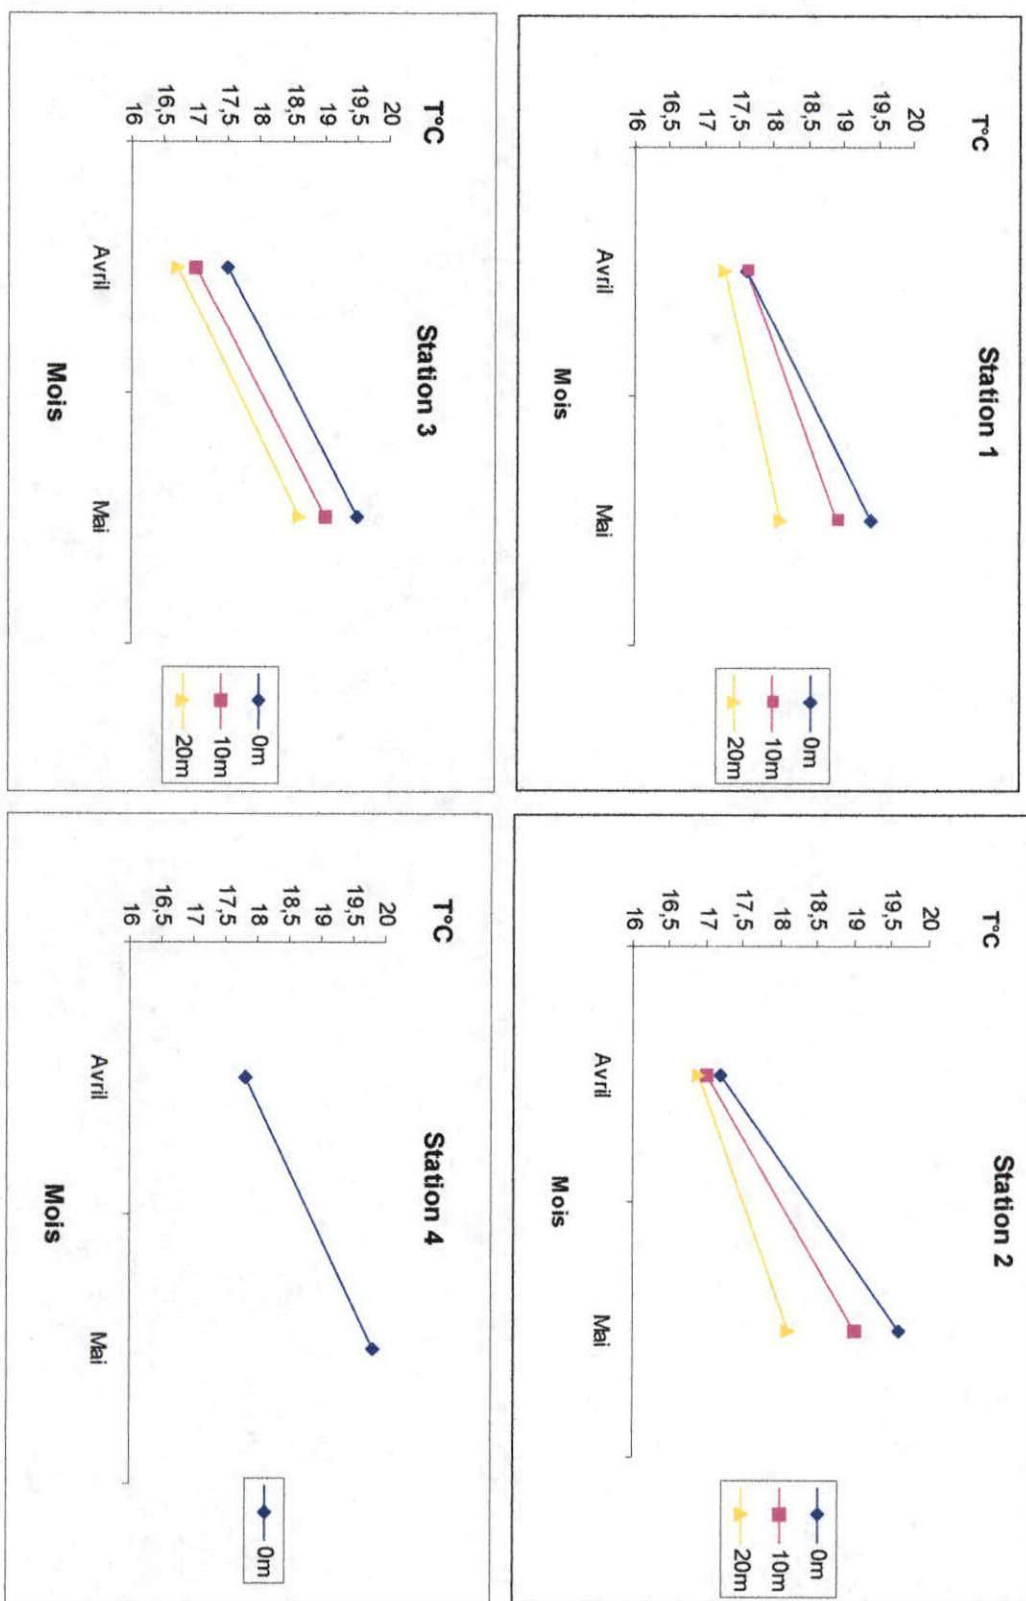 Station 1
T°C
20
19,5
19
18,5
18
17,5
17
16,5
16
Avril
Mai
Mois
0m
10m
20m
Station 2
T°C
20
19,5
19
18,5
18
17,5
17
16,5
16
Avril
Mai
Mois
0m
10m
20m
Station 3
T°C
20
19,5
19
18,5
18
17,5
17
16,5
16
Avril
Mai
Mois
0m
10m
20m
Station 4
T°C
20
19,5
19
18,5
18
17,5
17
16,5
16
Avril
Mai
Mois
0m